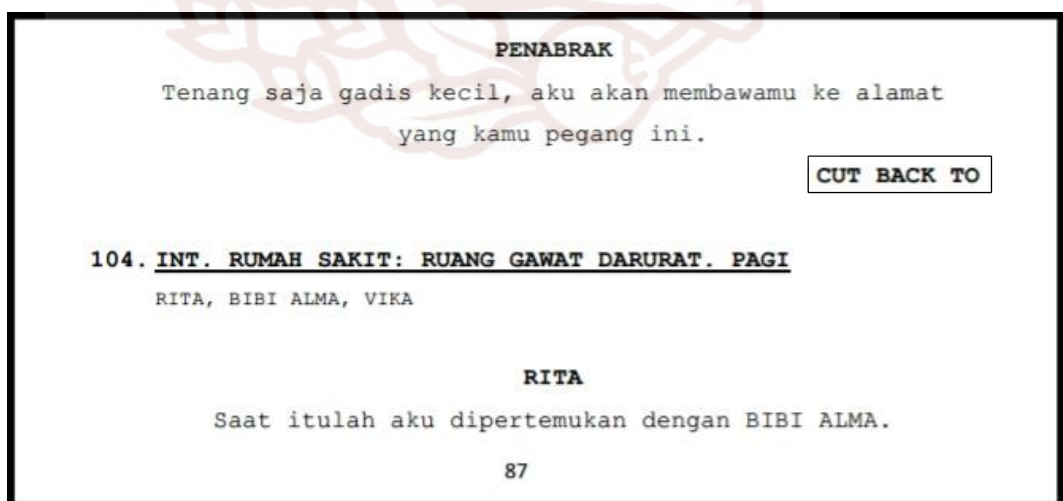 PENABRAK
Tenang saja gadis kecil, aku akan membawamu ke alamat
yang kamu pegang ini.
CUT BACK TO
104. INT. RUMAH SAKIT: RUANG GAWAT DARURAT. PAGI
RITA, BIBI ALMA, VIKA
RITA
Saat itulah aku dipertemukan dengan BIBI ALMA.
87